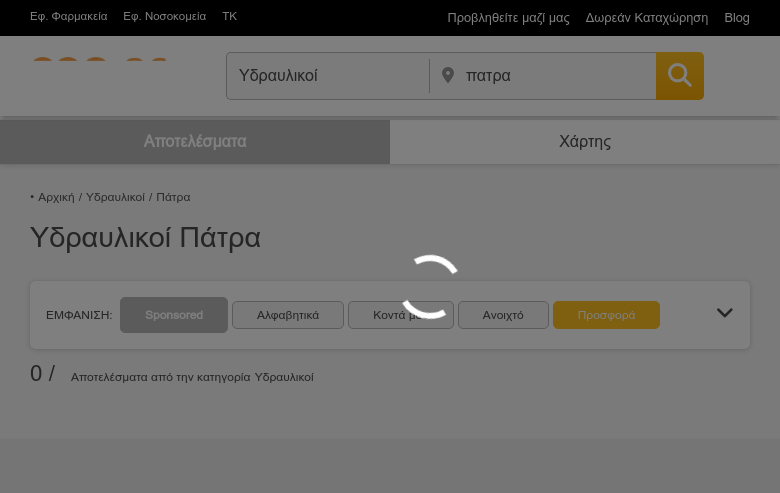 Εφ. Φαρμακεία Εφ. Νοσοκομεία ΤΚ Προβληθείτε μαζί μας Δωρεάν Καταχώρηση Blog
Υδραυλικοί πατρα
Αποτελέσματα Χάρτης
• Αρχική / Υδραυλικοί / Πάτρα
Υδραυλικοί Πάτρα
ΕΜΦΑΝΙΣΗ: Sponsored Αλφαβητικά Κοντά Ανοιχτό Προσφορά
0 / Αποτελέσματα από την κατηγορία Υδραυλικοί